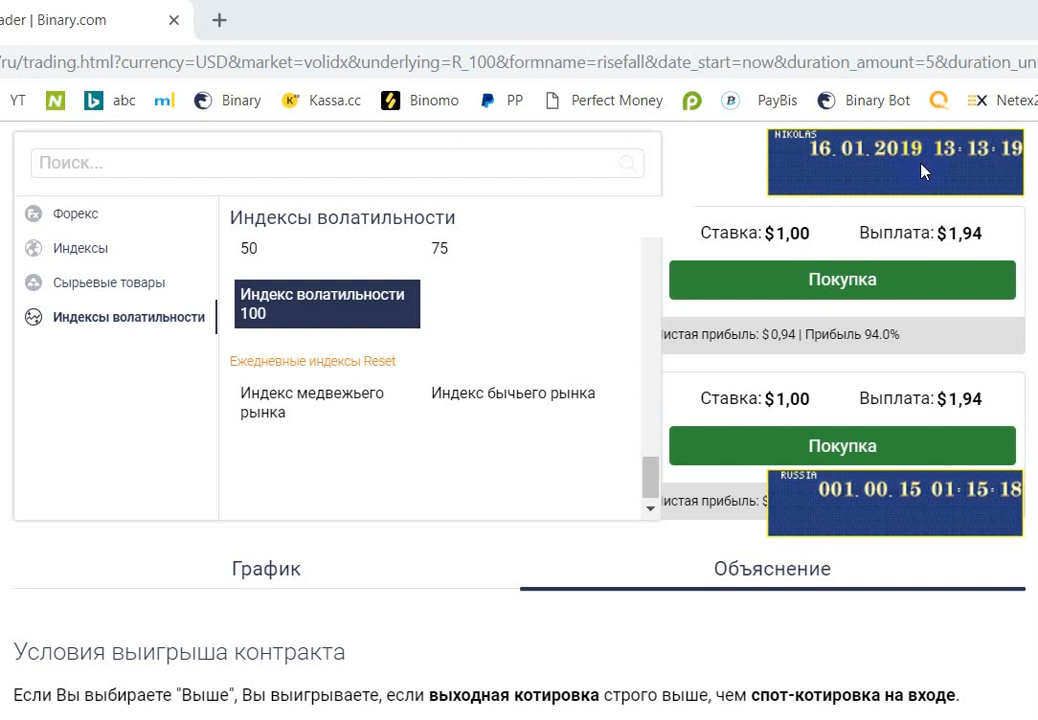 ader | Binary.com
/ru/trading.html?currency=USD&market=volidx&underlying=R_100&formname=risefall&date_start=now&duration_amount=5&duration_un
YT N b abc m| Binary Kassa.cc Binomo PP Perfect Money PayBis Binary Bot Netex2
Поиск...
NIKOLAS
16.01.2019 13:13:19
Форекс
Индексы
Сырьевые товары
Индексы волатильности
Индексы волатильности
50 75
Индекс волатильности
100
Ежедневные индексы Reset
Индекс медвежьего
рынка
Индекс бычьего рынка
Ставка: $1,00 Выплата: $1,94
Покупка
истая прибыль: $0,94 | Прибыль 94.0%
Ставка: $1,00 Выплата: $1,94
Покупка
истая прибыль: $
RUSSIA
001.00.15 01:15:18
График Объяснение
Условия выигрыша контракта
Если Вы выбираете "Выше", Вы выигрываете, если выходная котировка строго выше, чем спот-котировка на входе.